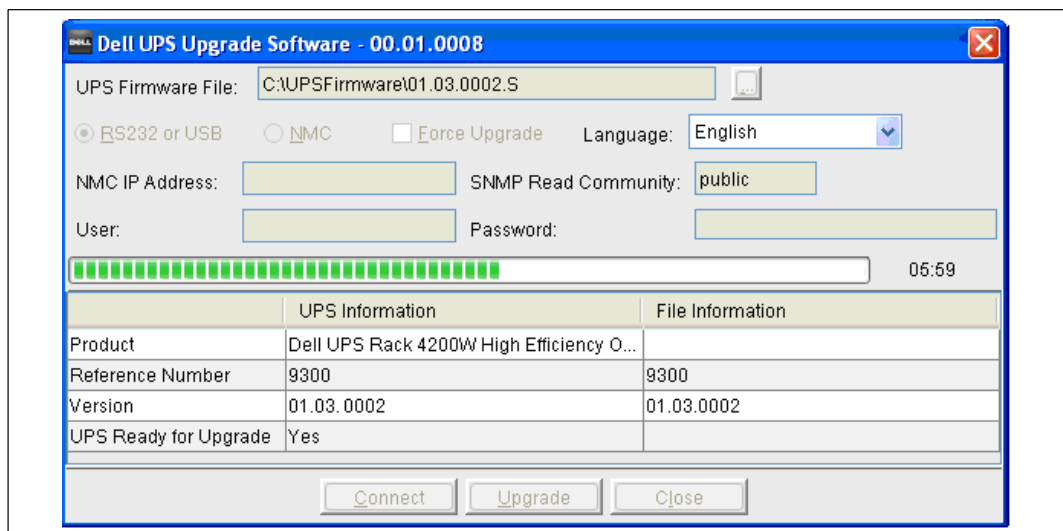 DELL Dell UPS Upgrade Software - 00.01.0008
UPS Firmware File: C:\UPSFirmware\01.03.0002.S ...
RS232 or USB NMC Force Upgrade Language: English
NMC IP Address: SNMP Read Community: public
User: Password:
05:59
UPS Information File Information
Product Dell UPS Rack 4200W High Efficiency O...
Reference Number 9300 9300
Version 01.03.0002 01.03.0002
UPS Ready for Upgrade Yes
Connect Upgrade Close